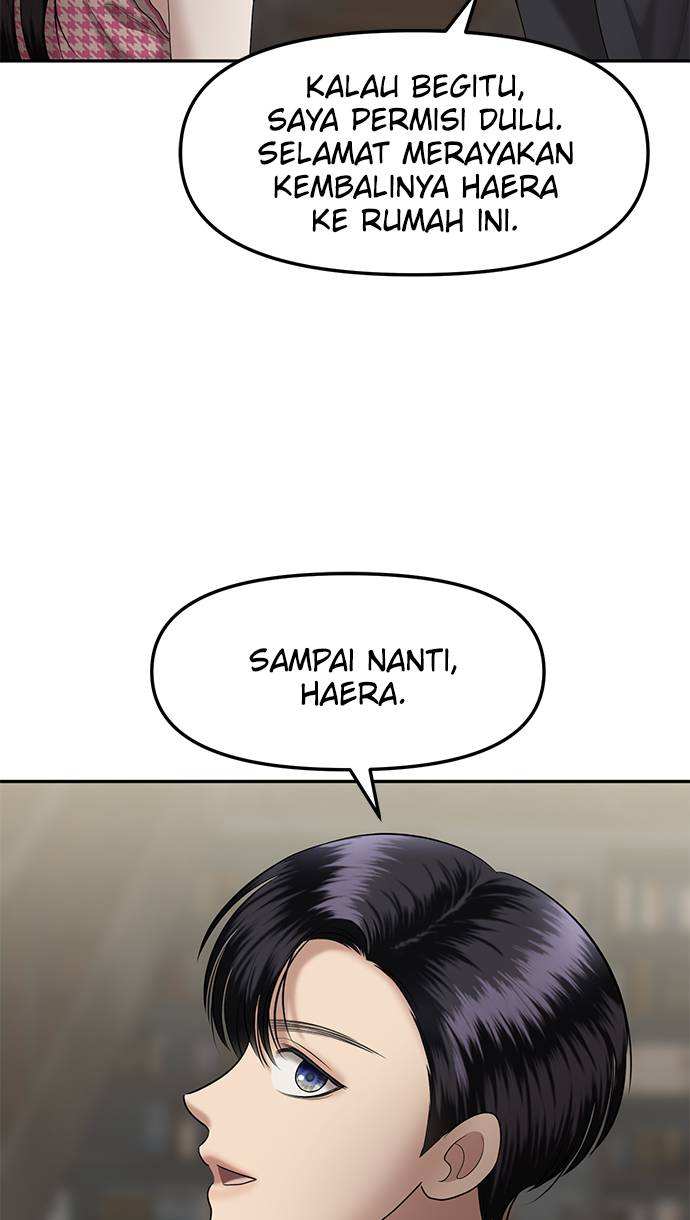 KALAU BEGITU,
SAYA PERMISI DULU.
SELAMAT MERAYAKAN
KEMBALINYA HAERA
KE RUMAH INI.
SAMPAI NANTI,
HAERA.